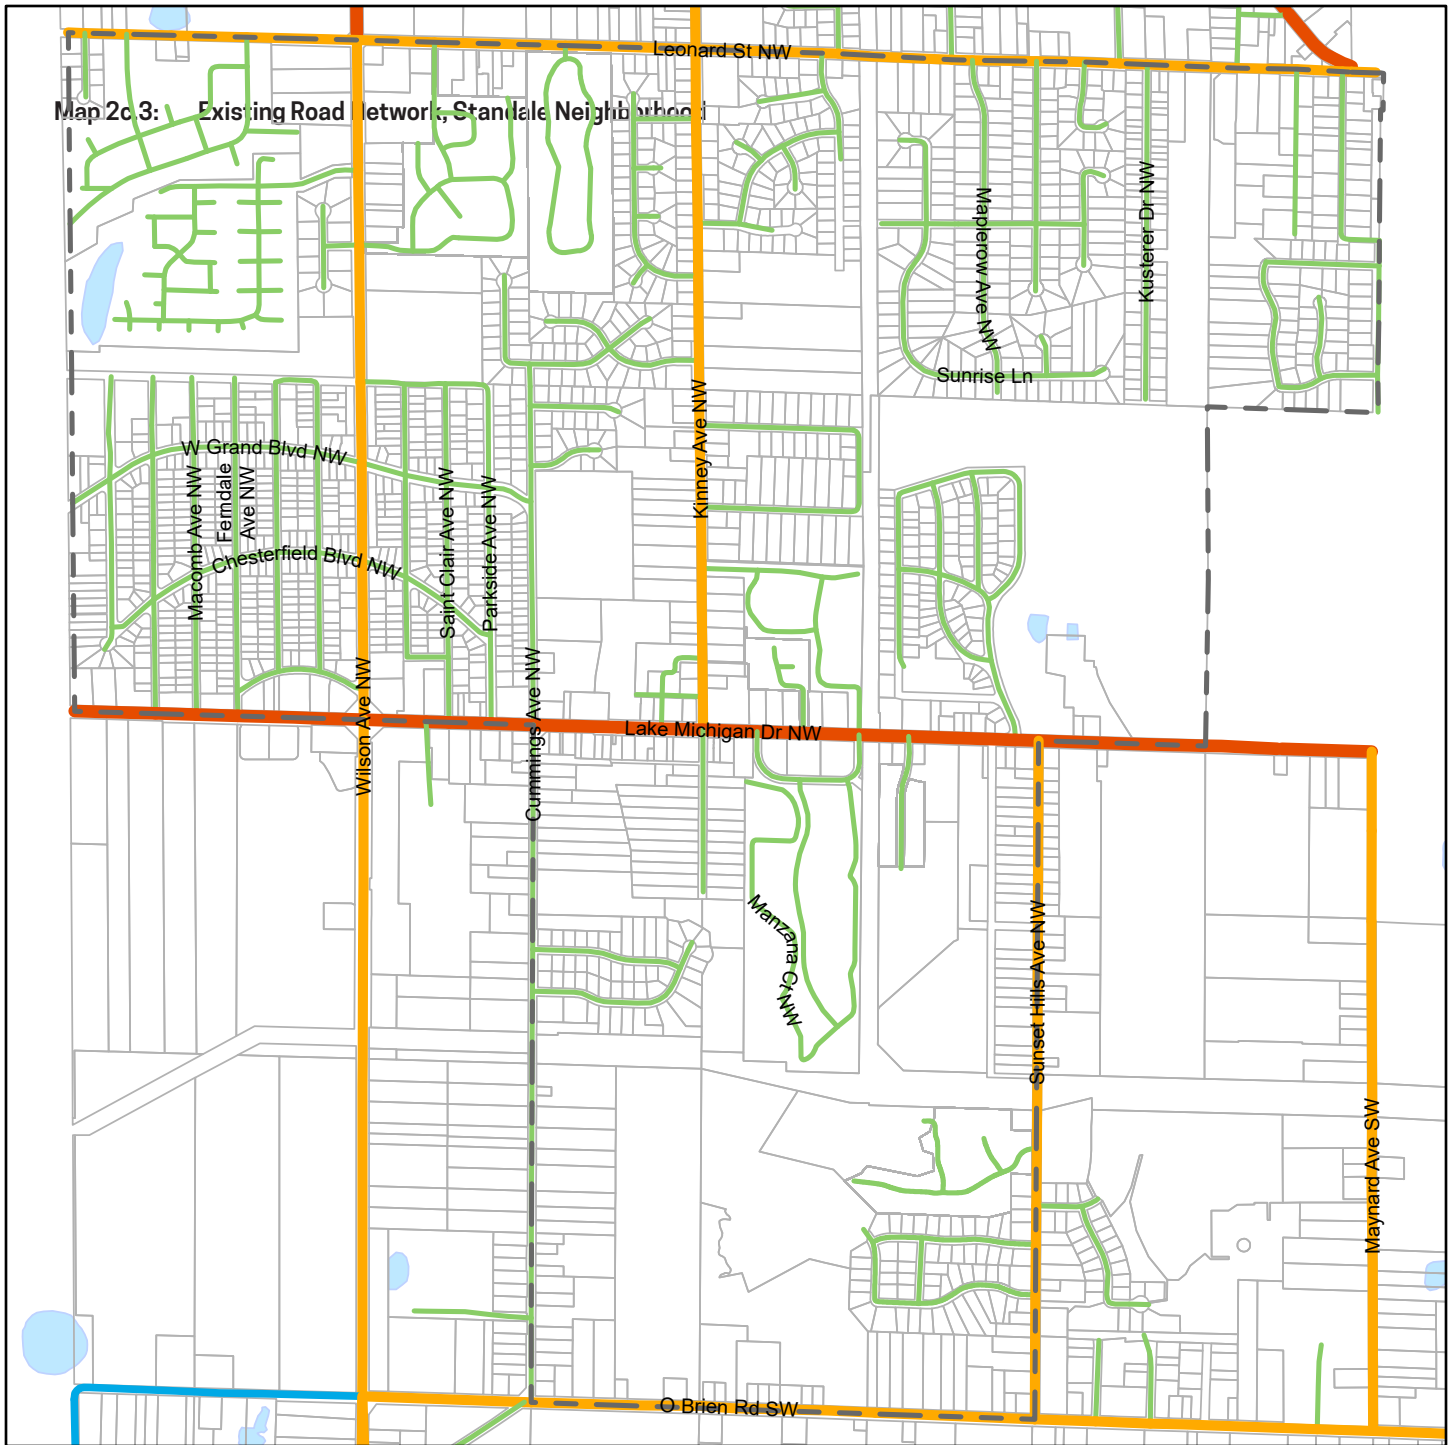 Leonard St NW
Map 2c.3: Existing Road Network, Standale Neighborhood
Kusterer Dr NW
Maplerow Ave NW
Sunrise Ln
Kinney Ave NW
W Grand Blvd NW
Macomb Ave NW
Ferndale
Ave NW
Saint Clair Ave NW
Parkside Ave NW
Chesterfield Blvd NW
Wilson Ave NW
Cummings Ave NW
Lake Michigan Dr NW
Manzana Ct NW
Sunset Hills Ave NW
Maynard Ave SW
O Brien Rd SW